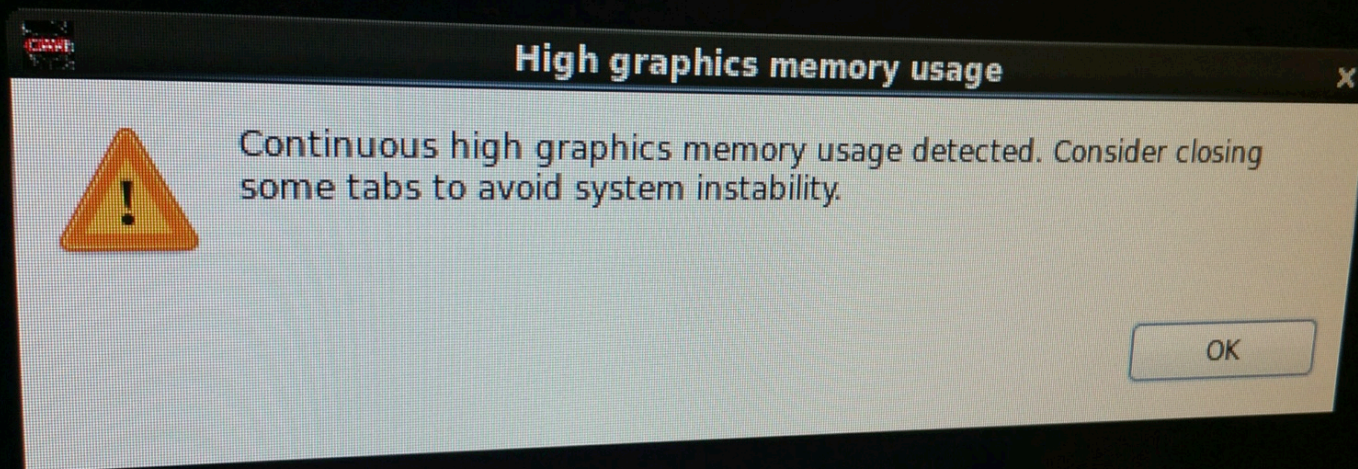 High graphics memory usage
x
Continuous high graphics memory usage detected. Consider closing
some tabs to avoid system instability.
!
OK